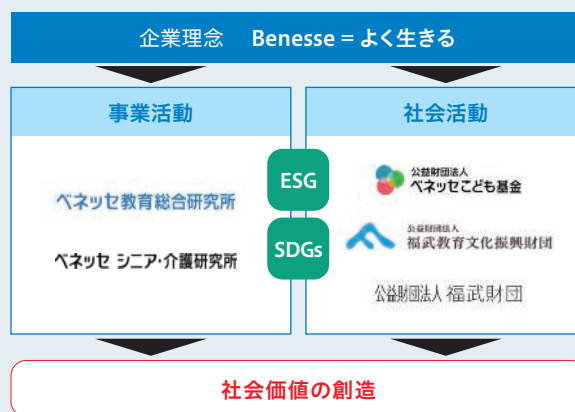 企業理念 Benesse = よく生きる
事業活動
ベネッセ教育総合研究所
ベネッセ シニア・介護研究所
ESG
SDGs
社会活動
公益財団法人
ベネッセこども基金
公益財団法人
福武教育文化振興財団
公益財団法人 福武財団
社会価値の創造